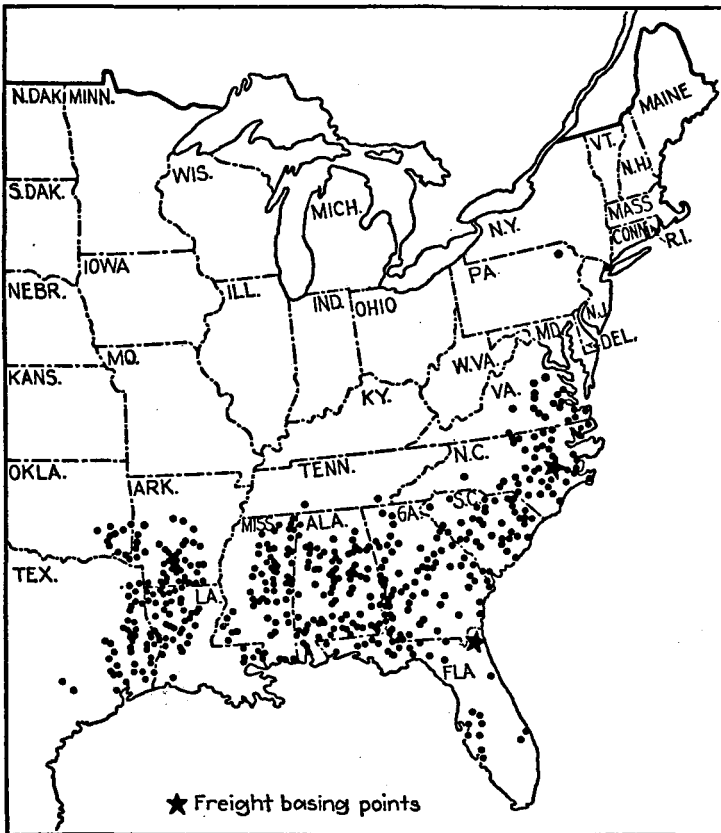 N.DAK.
MINN.
MAINE
VT.
N.H.
WIS.
S.DAK.
MICH.
MASS
N.Y.
CONN.
R.I.
IOWA
PA.
NEBR.
ILL.
IND.
OHIO
N.J.
MD.
DEL.
MO.
W.VA.
KANS.
VA.
KY.
N.C.
OKLA.
TENN.
ARK.
S.C.
GA.
MISS.
ALA.
TEX.
LA.
FLA
★ Freight basing points